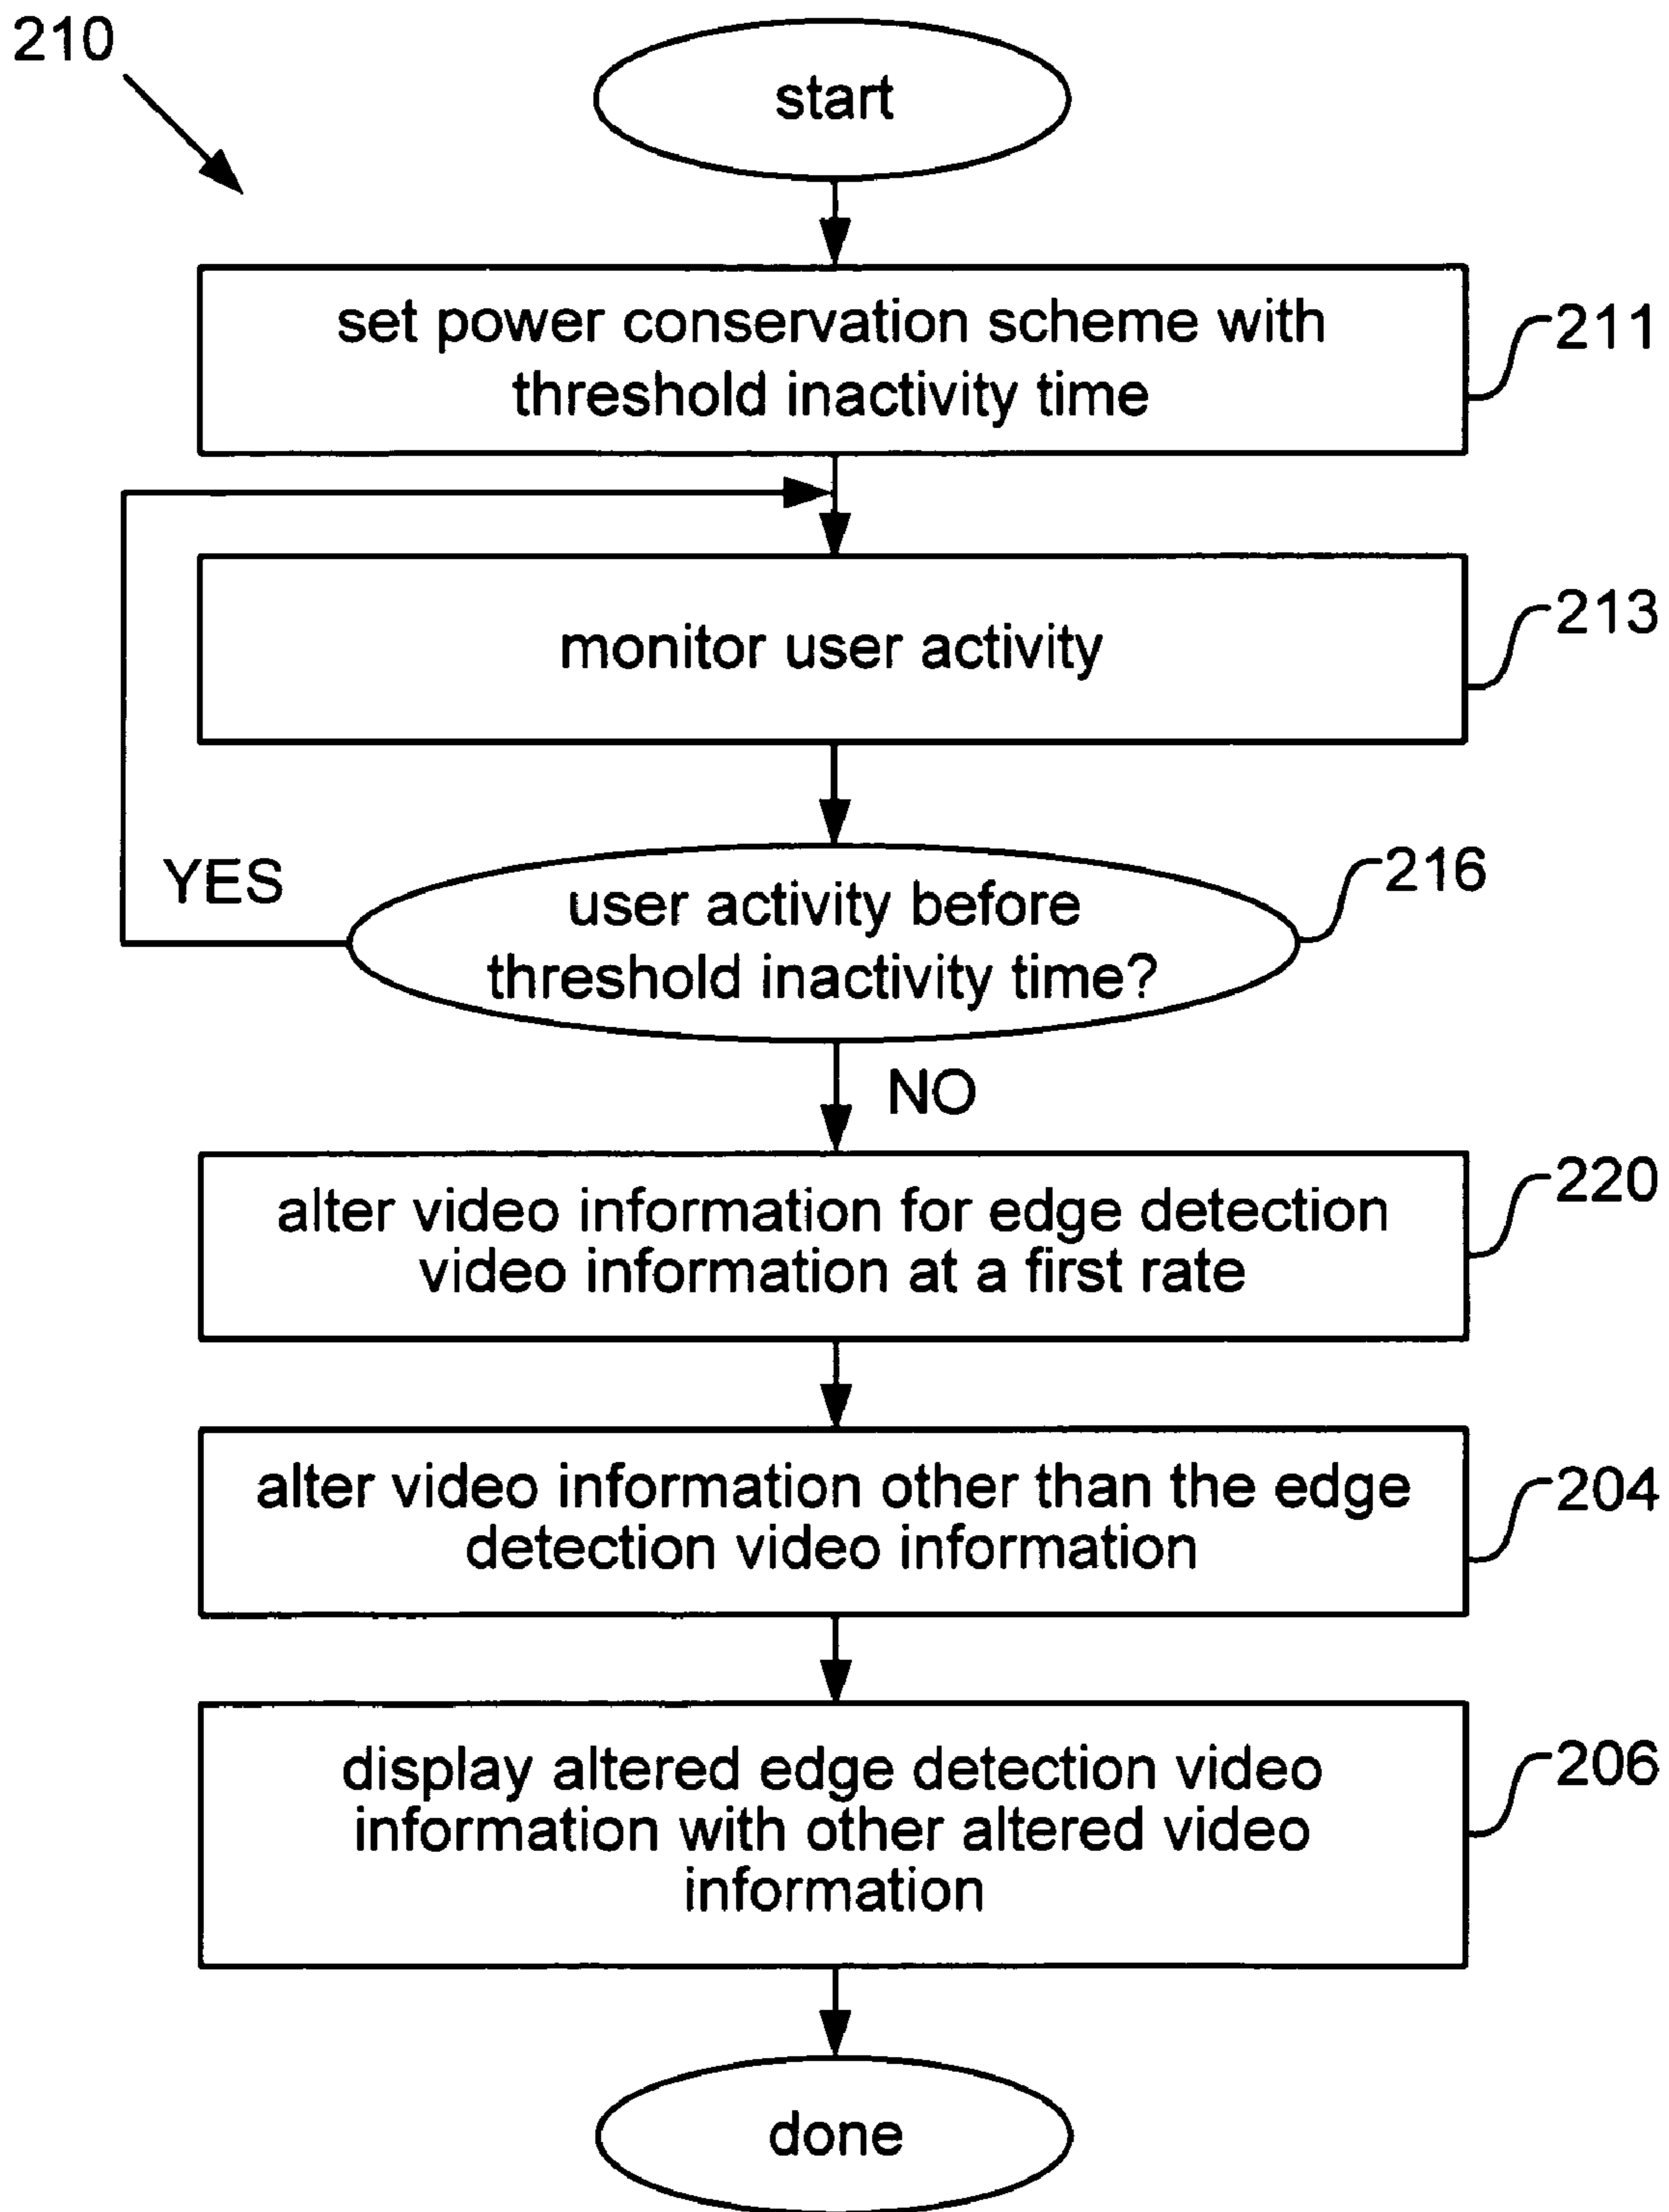 210
start
set power conservation scheme with
threshold inactivity time
211
monitor user activity
213
YES
user activity before
threshold inactivity time?
216
NO
alter video information for edge detection
video information at a first rate
220
alter video information other than the edge
detection video information
204
display altered edge detection video
information with other altered video
information
206
done